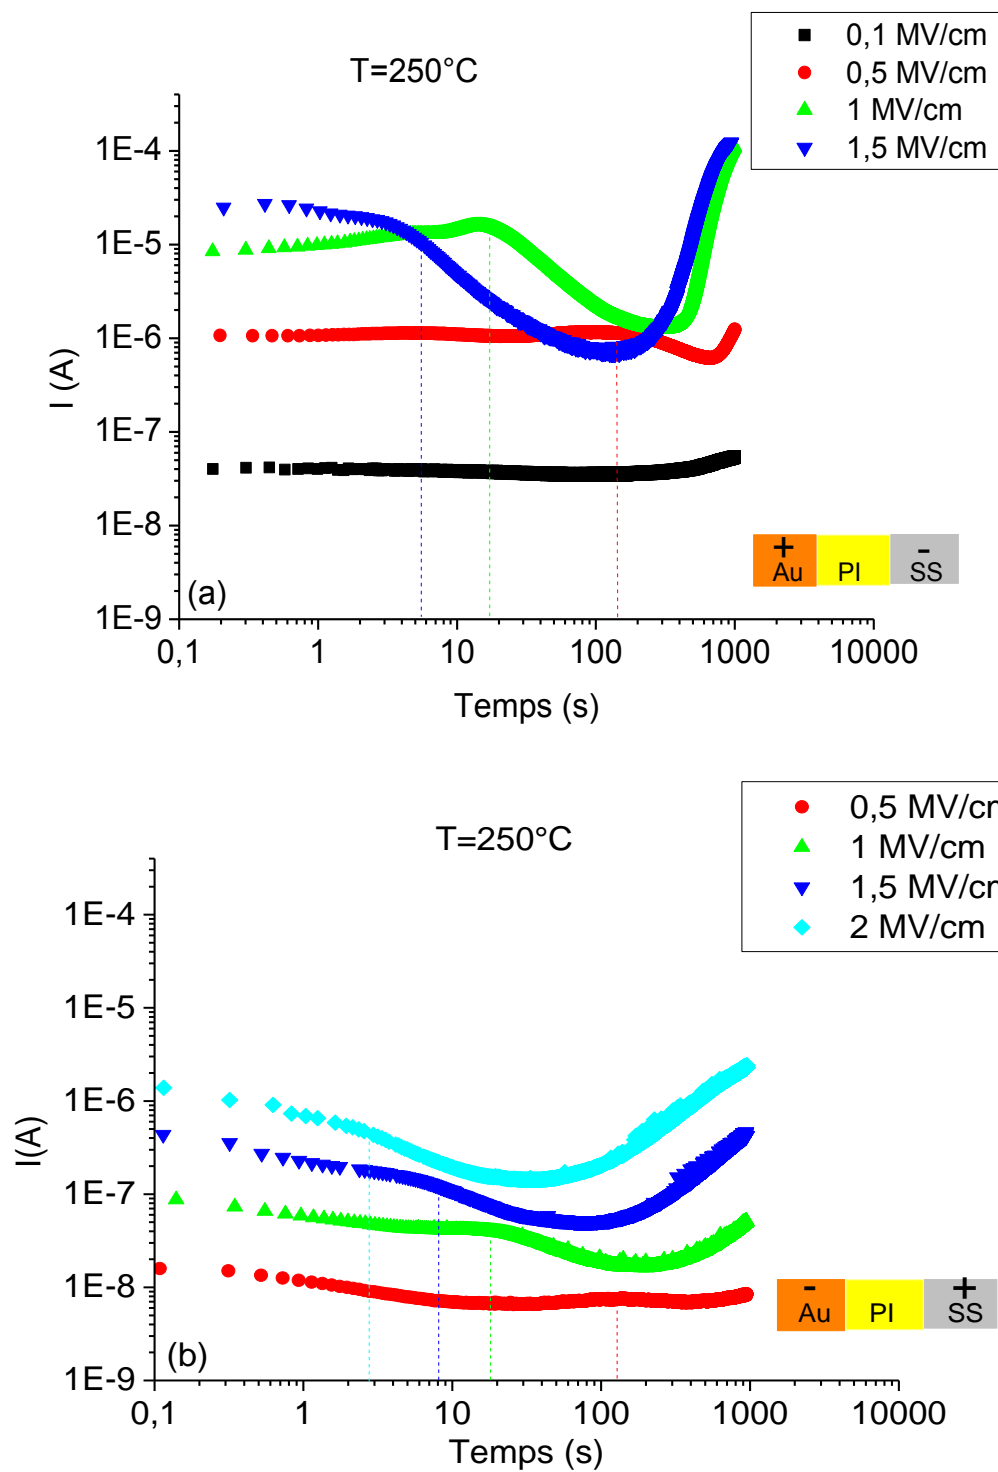 0,1 MV/cm
0,5 MV/cm
1 MV/cm
1,5 MV/cm
T=250°C
1E-4
1E-5
1E-6
1E-7
1E-8
1E-9
I (A)
+ -
Au PI SS
(a)
0,1 1 10 100 1000 10000
Temps (s)
0,5 MV/cm
1 MV/cm
1,5 MV/cm
2 MV/cm
T=250°C
1E-4
1E-5
1E-6
1E-7
1E-8
1E-9
I(A)
- +
Au PI SS
(b)
0,1 1 10 100 1000 10000
Temps (s)